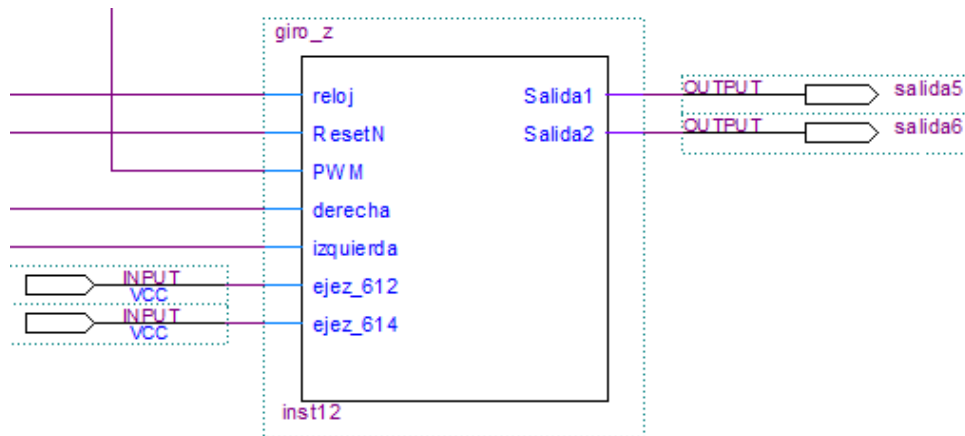 giro_z
reloj Salida1 OUTPUT salida5
ResetN Salida2 OUTPUT salida6
PWM
derecha
izquierda
INPUT VCC ejez_612
INPUT VCC ejez_614
inst12